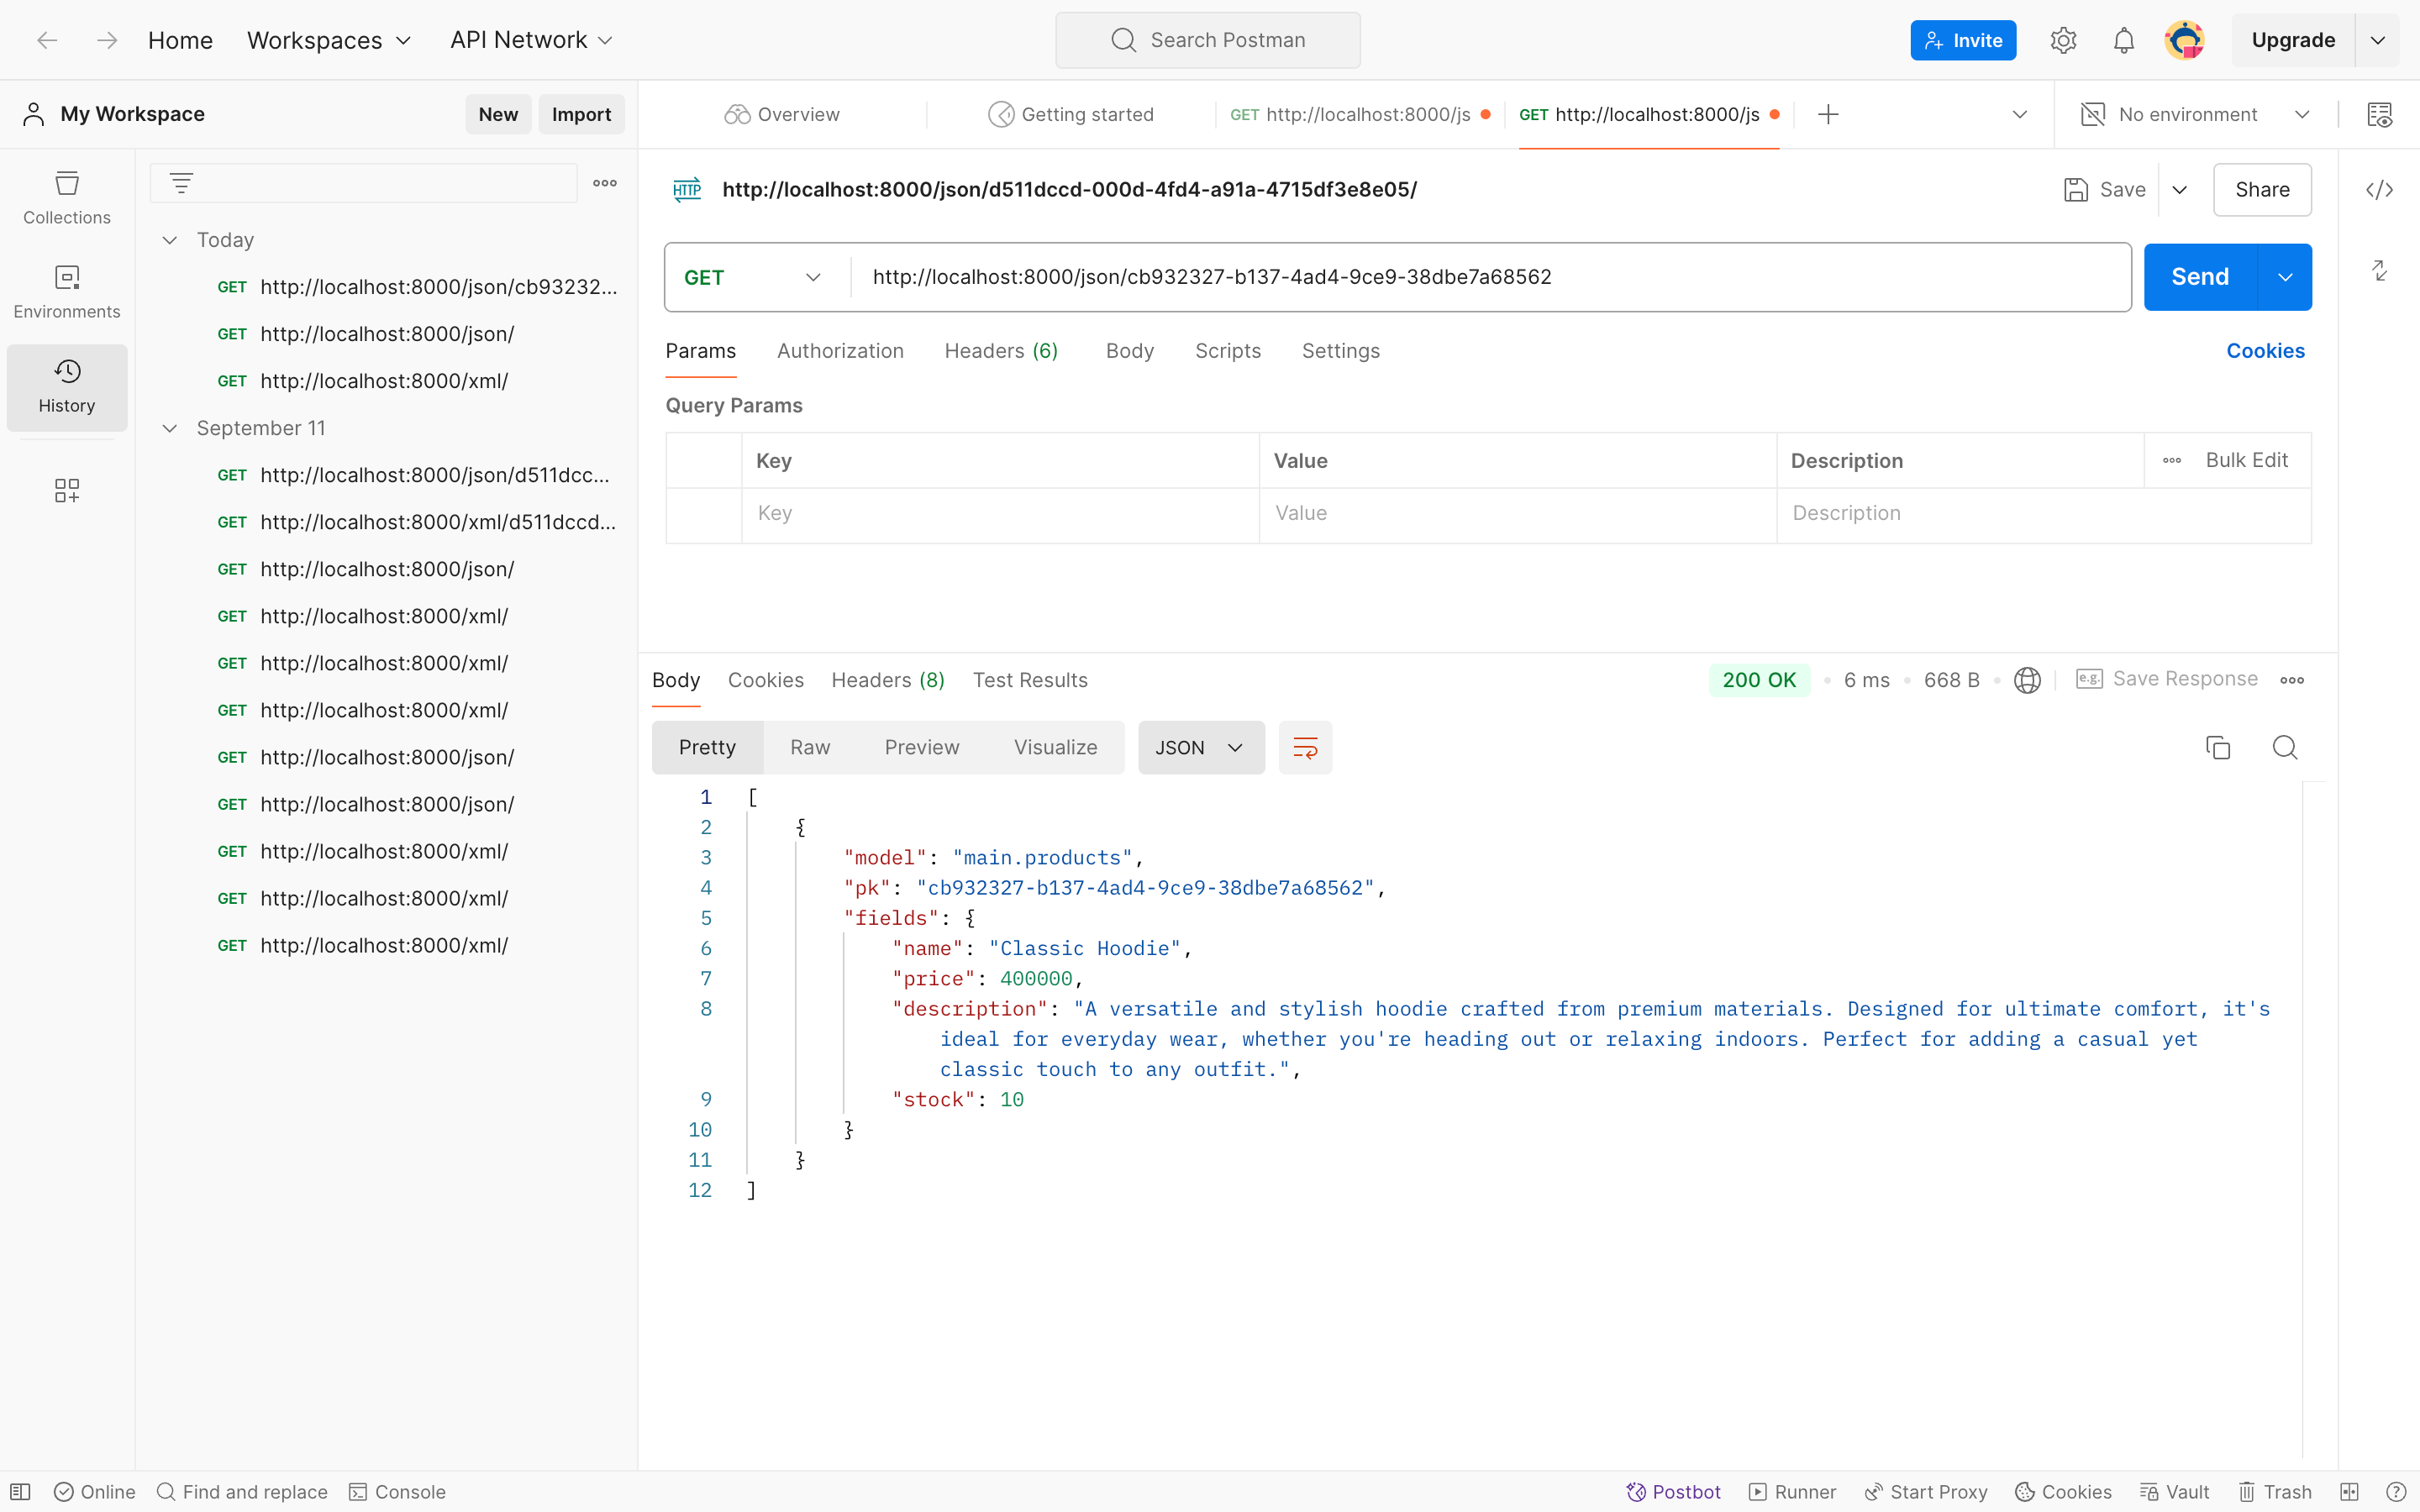 Home
Workspaces
API Network
Search Postman
Invite
Upgrade
My Workspace
New
Import
Overview
Getting started
GET http://localhost:8000/js
GET http://localhost:8000/js
No environment
Collections
Environments
History
Today
GET http://localhost:8000/json/cb93232...
GET http://localhost:8000/json/
GET http://localhost:8000/xml/
September 11
GET http://localhost:8000/json/d511dcc...
GET http://localhost:8000/xml/d511dccd...
GET http://localhost:8000/json/
GET http://localhost:8000/xml/
GET http://localhost:8000/xml/
GET http://localhost:8000/xml/
GET http://localhost:8000/json/
GET http://localhost:8000/json/
GET http://localhost:8000/xml/
GET http://localhost:8000/xml/
GET http://localhost:8000/xml/
HTTP http://localhost:8000/json/d511dccd-000d-4fd4-a91a-4715df3e8e05/
Save
Share
GET http://localhost:8000/json/cb932327-b137-4ad4-9ce9-38dbe7a68562
Send
Params Authorization Headers (6) Body Scripts Settings
Cookies
Query Params
Key Value Description Bulk Edit
Key Value Description
Body Cookies Headers (8) Test Results
200 OK 6 ms 668 B
e.g. Save Response
Pretty Raw Preview Visualize JSON
1 [
2 {
3 "model": "main.products",
4 "pk": "cb932327-b137-4ad4-9ce9-38dbe7a68562",
5 "fields": {
6 "name": "Classic Hoodie",
7 "price": 400000,
8 "description": "A versatile and stylish hoodie crafted from premium materials. Designed for ultimate comfort, it's
ideal for everyday wear, whether you're heading out or relaxing indoors. Perfect for adding a casual yet
classic touch to any outfit.",
9 "stock": 10
10 }
11 }
12 ]
Online Find and replace Console
Postbot Runner Start Proxy Cookies Vault Trash